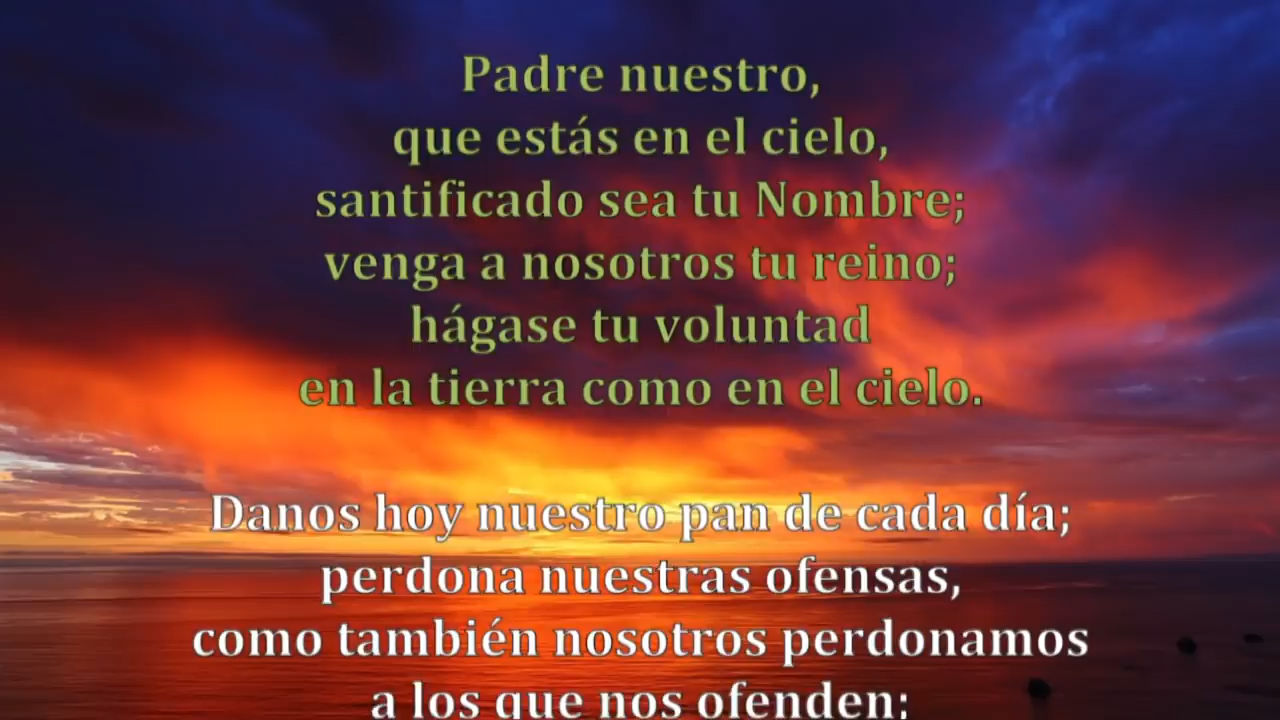 Padre nuestro,
que estás en el cielo,
santificado sea tu Nombre;
venga a nosotros tu reino;
hágase tu voluntad
en la tierra como en el cielo.
Danos hoy nuestro pan de cada día;
perdona nuestras ofensas,
como también nosotros perdonamos
a los que nos ofenden;